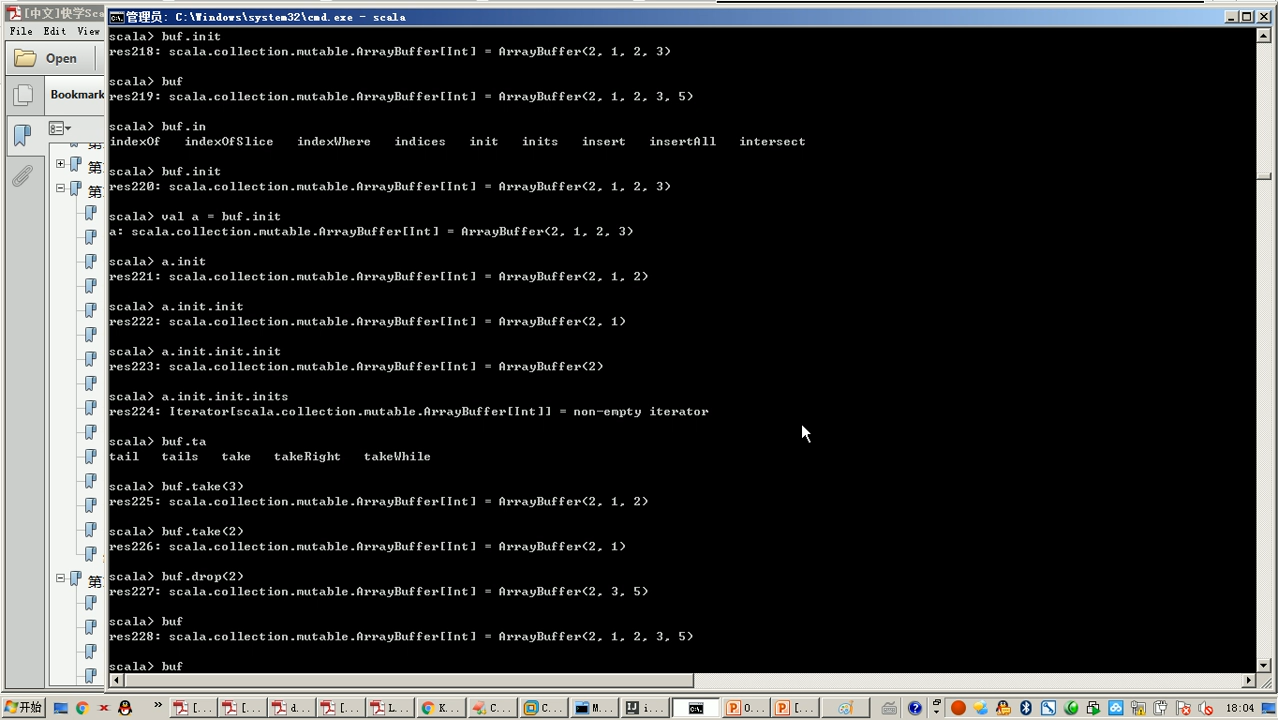 [中文]快学Sca
管理员: C:\Windows\system32\cmd.exe - scala
File Edit View
Open
Bookmark
第
第
第
scala> buf.init
res218: scala.collection.mutable.ArrayBuffer[Int] = ArrayBuffer(2, 1, 2, 3)
scala> buf
res219: scala.collection.mutable.ArrayBuffer[Int] = ArrayBuffer(2, 1, 2, 3, 5)
scala> buf.in
indexOf indexOfSlice indexWhere indices init inits insert insertAll intersect
scala> buf.init
res220: scala.collection.mutable.ArrayBuffer[Int] = ArrayBuffer(2, 1, 2, 3)
scala> val a = buf.init
a: scala.collection.mutable.ArrayBuffer[Int] = ArrayBuffer(2, 1, 2, 3)
scala> a.init
res221: scala.collection.mutable.ArrayBuffer[Int] = ArrayBuffer(2, 1, 2)
scala> a.init.init
res222: scala.collection.mutable.ArrayBuffer[Int] = ArrayBuffer(2, 1)
scala> a.init.init.init
res223: scala.collection.mutable.ArrayBuffer[Int] = ArrayBuffer(2)
scala> a.init.init.inits
res224: Iterator[scala.collection.mutable.ArrayBuffer[Int]] = non-empty iterator
scala> buf.ta
tail tails take takeRight takeWhile
scala> buf.take(3)
res225: scala.collection.mutable.ArrayBuffer[Int] = ArrayBuffer(2, 1, 2)
scala> buf.take(2)
res226: scala.collection.mutable.ArrayBuffer[Int] = ArrayBuffer(2, 1)
scala> buf.drop(2)
res227: scala.collection.mutable.ArrayBuffer[Int] = ArrayBuffer(2, 3, 5)
scala> buf
res228: scala.collection.mutable.ArrayBuffer[Int] = ArrayBuffer(2, 1, 2, 3, 5)
scala> buf
开始 » [... [... d... [... L... K... C... C... M... i... O... [... 18:04